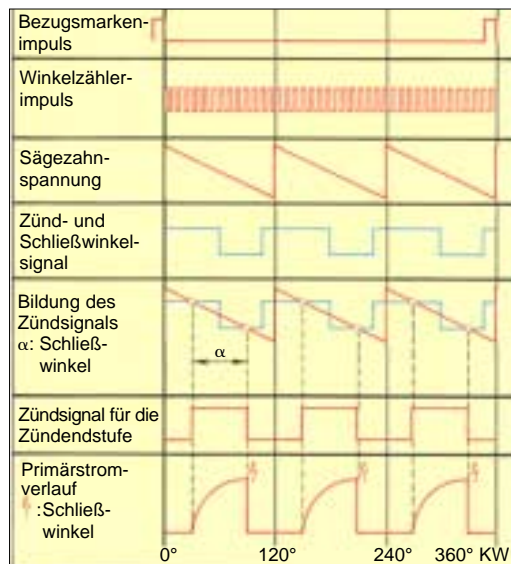 Bezugsmarken-
impuls
Winkelzähler-
impuls
Sägezahn-
spannung
Zünd- und
Schließwinkel-
signal
Bildung des
Zündsignals
α: Schließ-
winkel
α
Zündsignal für die
Zündendstufe
Primärstrom-
verlauf
:Schließ-
winkel
0° 120° 240° 360° KW